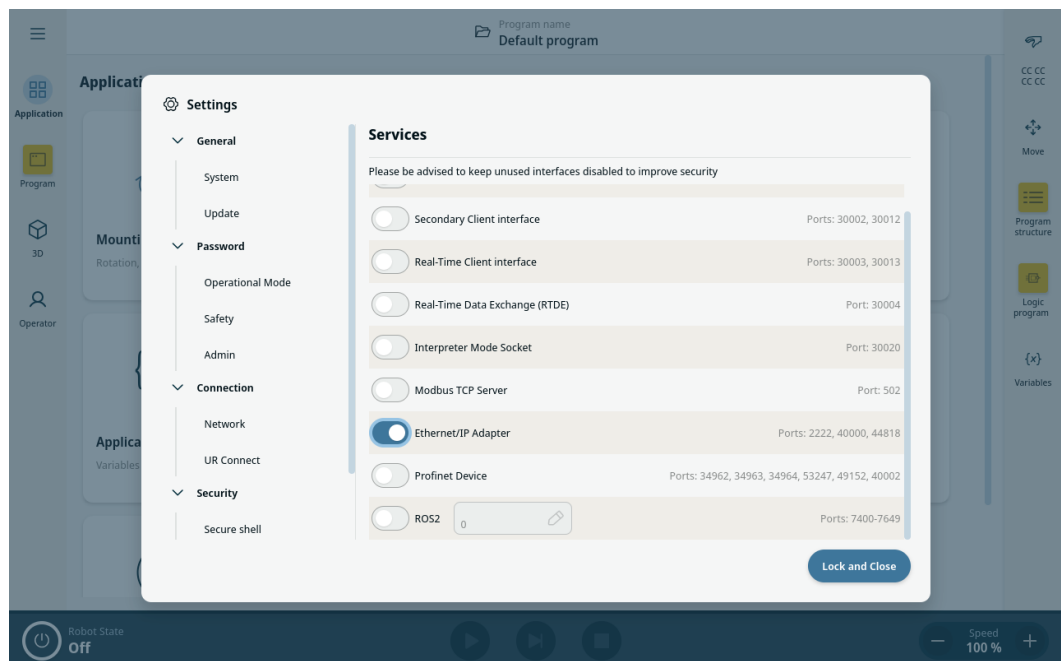 Program name
Default program
Application
Program
3D
Operator
Applicati
Mounti
Rotation,
Applica
Variables
Settings
General
System
Update
Password
Operational Mode
Safety
Admin
Connection
Network
UR Connect
Security
Secure shell
Services
Please be advised to keep unused interfaces disabled to improve security
Secondary Client interface Ports: 30002, 30012
Real-Time Client interface Ports: 30003, 30013
Real-Time Data Exchange (RTDE) Port: 30004
Interpreter Mode Socket Port: 30020
Modbus TCP Server Port: 502
Ethernet/IP Adapter Ports: 2222, 40000, 44818
Profinet Device Ports: 34962, 34963, 34964, 53247, 49152, 40002
ROS2 0 Ports: 7400-7649
Lock and Close
CC CC
CC CC
Move
Program
structure
Logic
program
{x}
Variables
Robot State
Off
Speed
100 %